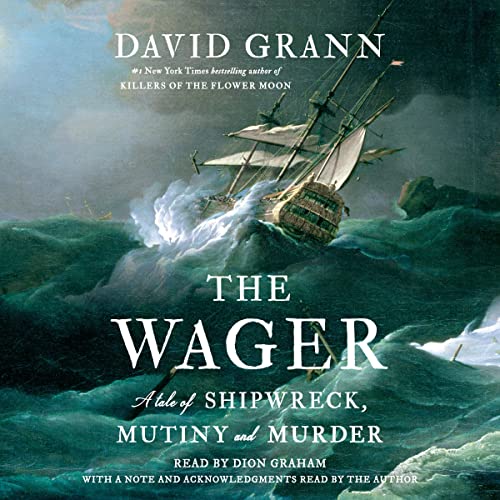 DAVID GRANN
#1 New York Times bestselling author of
KILLERS OF THE FLOWER MOON
THE
WAGER
A tale of SHIPWRECK,
MUTINY and MURDER
READ BY DION GRAHAM
WITH A NOTE AND ACKNOWLEDGMENTS READ BY THE AUTHOR